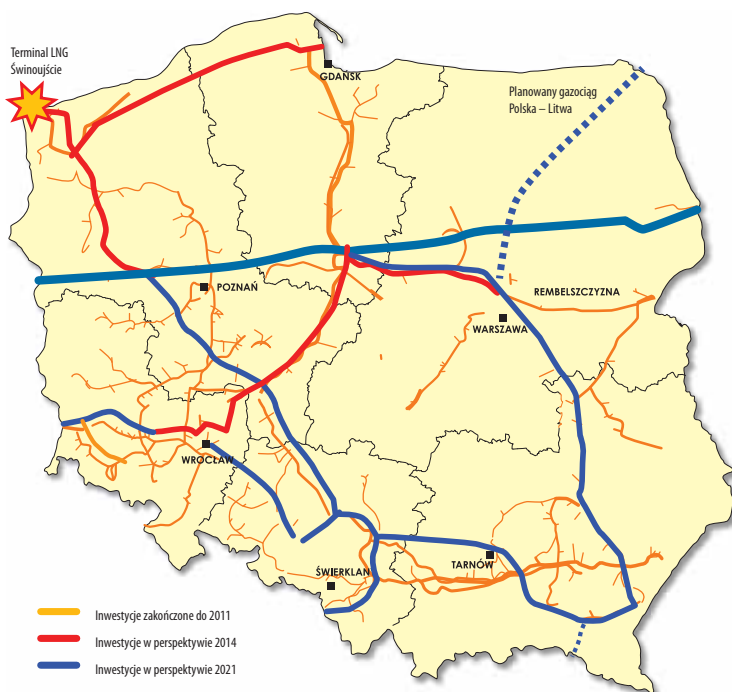 Terminal LNG
Świnoujście
GDAŃSK
Planowany gazociąg
Polska – Litwa
POZNAŃ
REMBELSZCZYZNA
WARSZAWA
WROCŁAW
TARNÓW
ŚWIERKLAN
Inwestycje zakończone do 2011
Inwestycje w perspektywie 2014
Inwestycje w perspektywie 2021